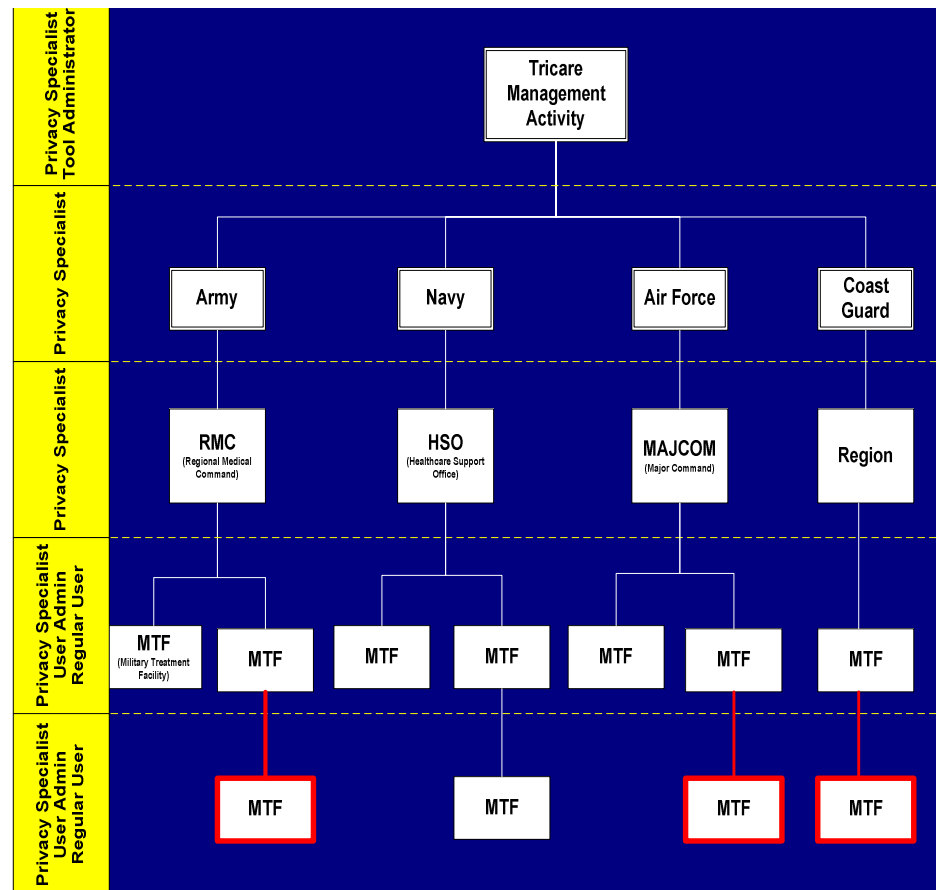 Privacy Specialist
Tool Administrator
Tricare
Management
Activity
Privacy Specialist
Army
Navy
Air Force
Coast
Guard
Privacy Specialist
RMC
(Regional Medical
Command)
HSO
(Healthcare Support
Office)
MAJCOM
(Major Command)
Region
Privacy Specialist
User Admin
Regular User
MTF
(Military Treatment
Facility)
MTF
MTF
MTF
MTF
MTF
MTF
Privacy Specialist
User Admin
Regular User
MTF
MTF
MTF
MTF